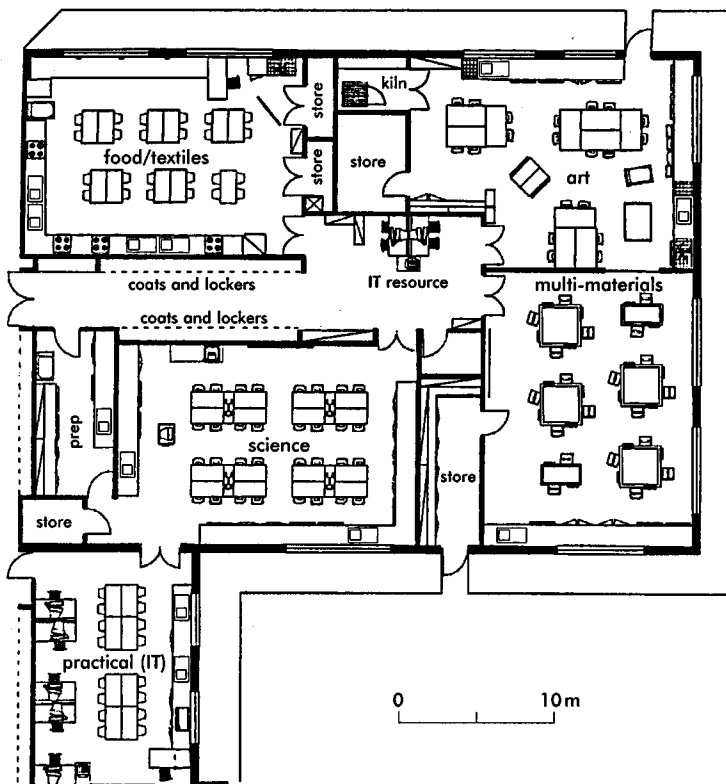 kiln
store
food/textiles
store
store
art
IT resource
coats and lockers
multi-materials
coats and lockers
prep
science
store
store
practical (IT)
0
10m